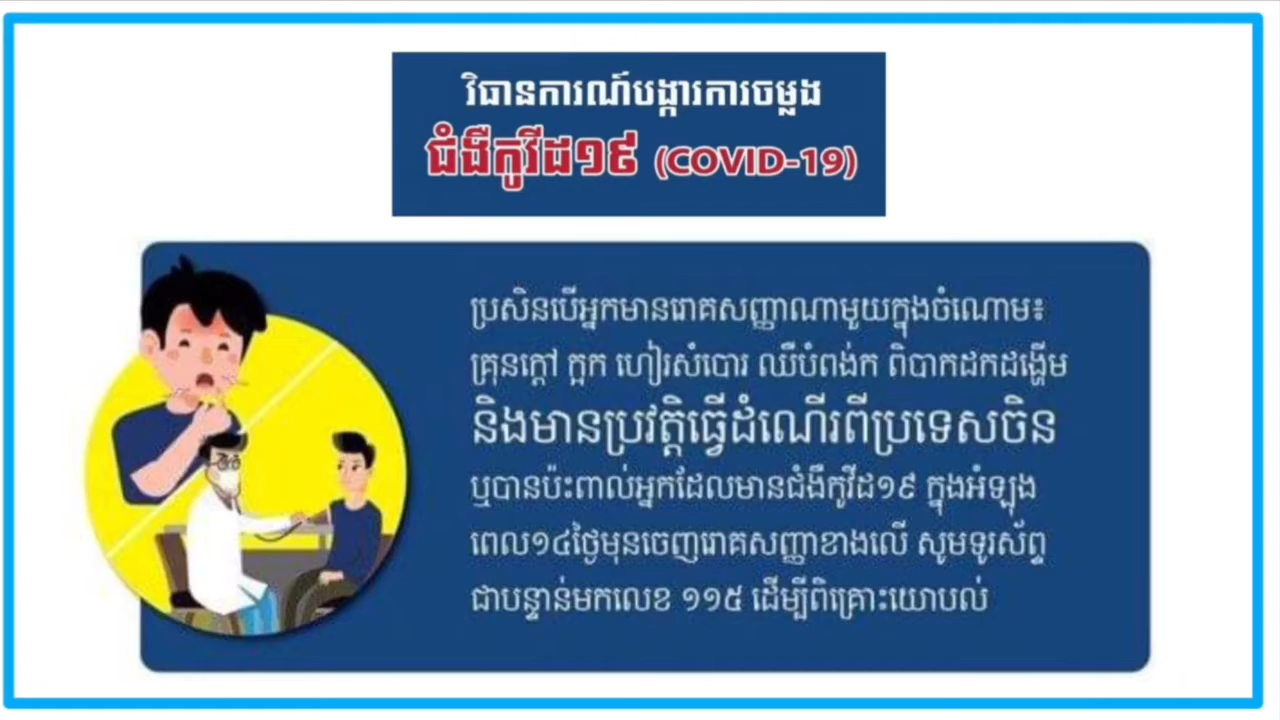 វិធានការណ៍បង្ការការចម្លង
ជំងឺកូវីដ១៩ (COVID-19)
ប្រសិនបើអ្នកមានរោគសញ្ញាណាមួយក្នុងចំណោម៖
គ្រុនក្តៅ ក្អក ហៀរសំបោរ ឈឺបំពង់ក ពិបាកដកដង្ហើម
និងមានប្រវត្តិធ្វើដំណើរពីប្រទេសចិន
ឬបានប៉ះពាល់អ្នកដែលមានជំងឺកូវីដ១៩ ក្នុងអំឡុង
ពេល១៤ថ្ងៃមុនចេញរោគសញ្ញាខាងលើ សូមទូរស័ព្ទ
ជាបន្ទាន់មកលេខ ១១៥ ដើម្បីពិគ្រោះយោបល់